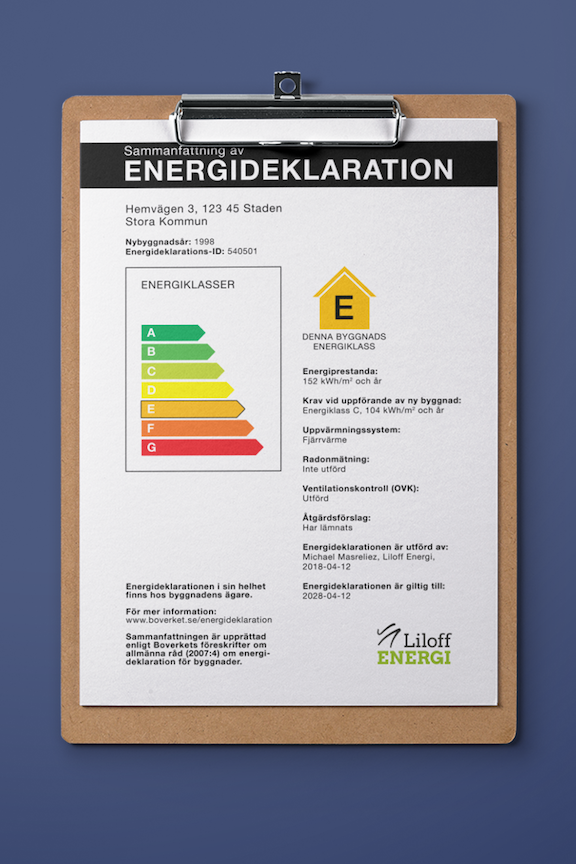 Sammanfattning av
ENERGIDEKLARATION
Hemvägen 3, 123 45 Staden
Stora Kommun
Nybyggnadsår: 1998
Energideklarations-ID: 540501
ENERGIKLASSER
A
B
C
D
E
F
G
E
DENNA BYGGNADS
ENERGIKLASS
Energiprestanda:
152 kWh/m² och år
Krav vid uppförande av ny byggnad:
Energiklass C, 104 kWh/m² och år
Uppvärmningssystem:
Fjärrvärme
Radonmätning:
Inte utförd
Ventilationskontroll (OVK):
Utförd
Åtgärdsförslag:
Har lämnats
Energideklarationen är utförd av:
Michael Masreliez, Liloff Energi,
2018-04-12
Energideklarationen är giltig till:
2028-04-12
Energideklarationen i sin helhet
finns hos byggnadens ägare.
För mer information:
www.boverket.se/energideklaration
Sammanfattningen är upprättad
enligt Boverkets föreskrifter om
allmänna råd (2007:4) om energi-
deklaration för byggnader.
Liloff
ENERGI